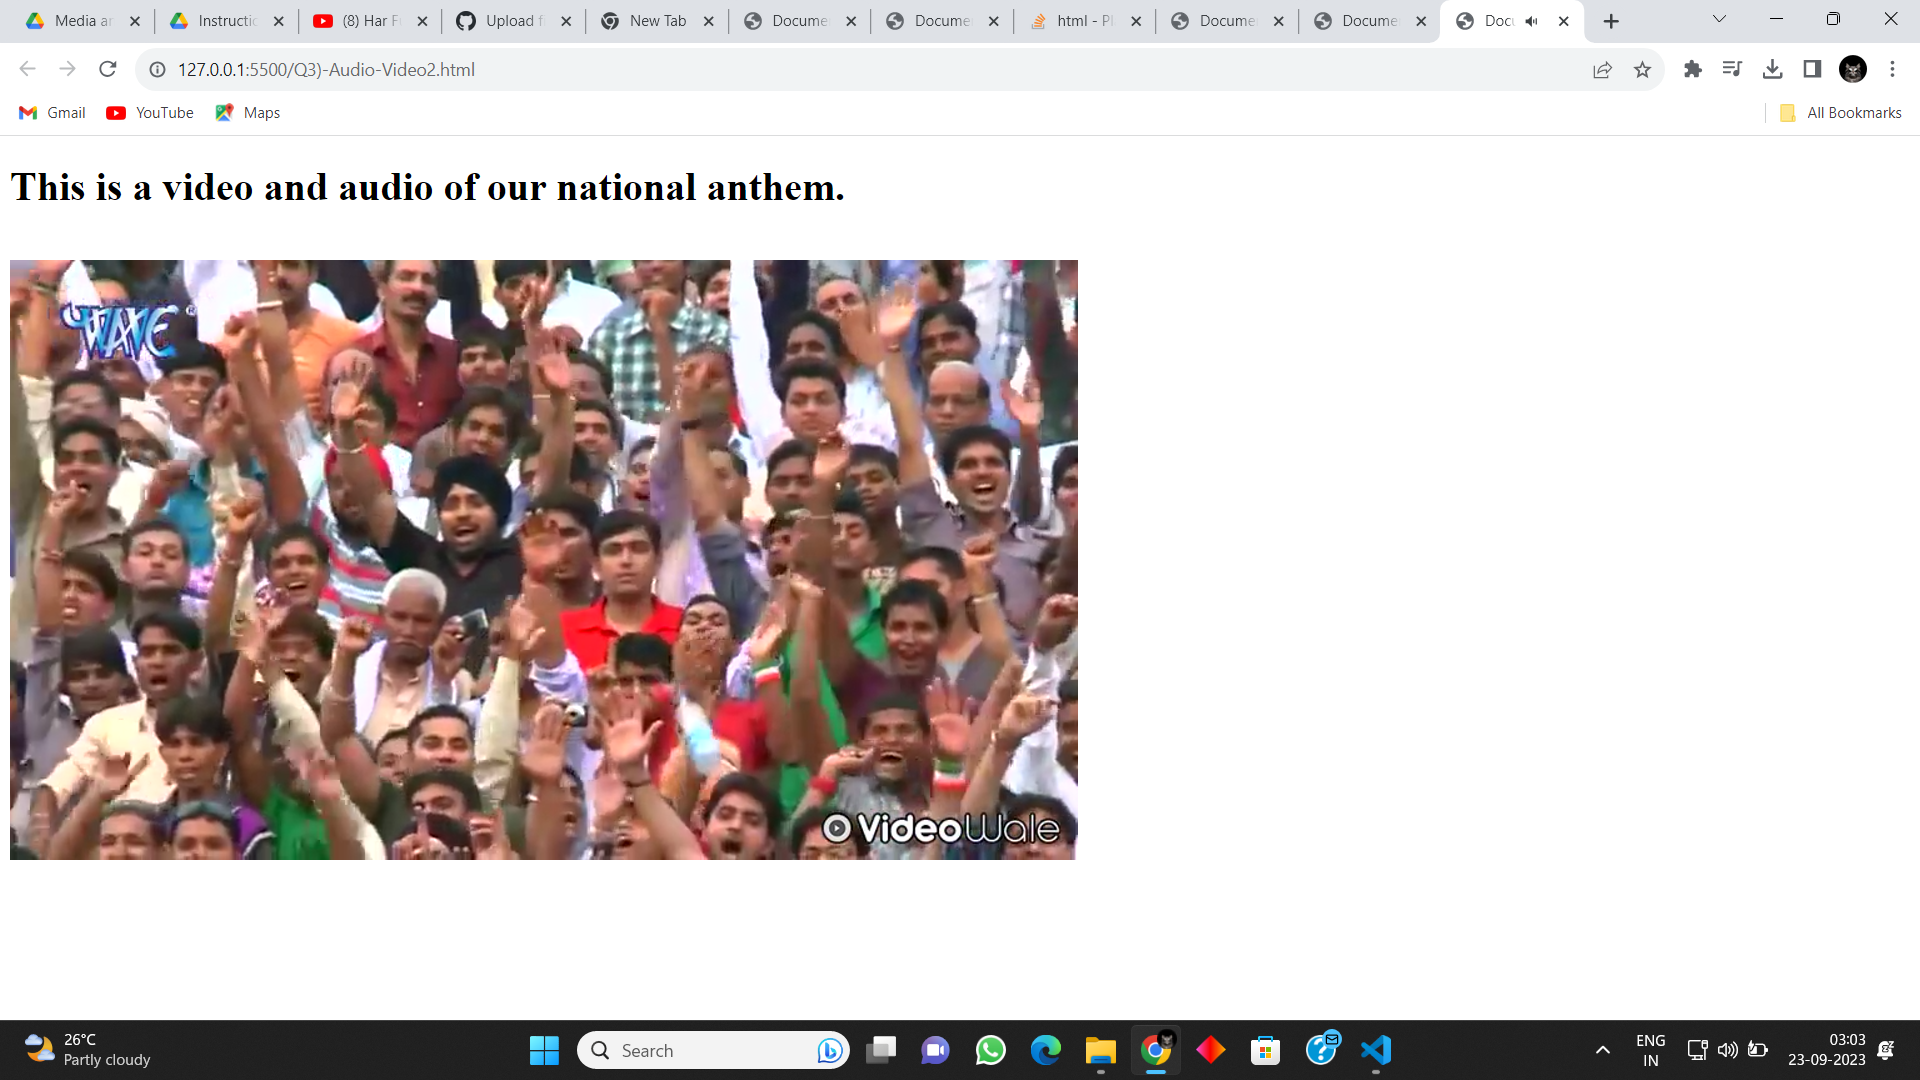 Media ar
Instructio
(8) Har F
Upload f
New Tab
Docume
Docume
html - Pl
Docume
Docume
Doc
127.0.0.1:5500/Q3)-Audio-Video2.html
Gmail
YouTube
Maps
All Bookmarks
This is a video and audio of our national anthem.
WAVE ®
VideoWale
26°C
Partly cloudy
Search
ENG
IN
03:03
23-09-2023